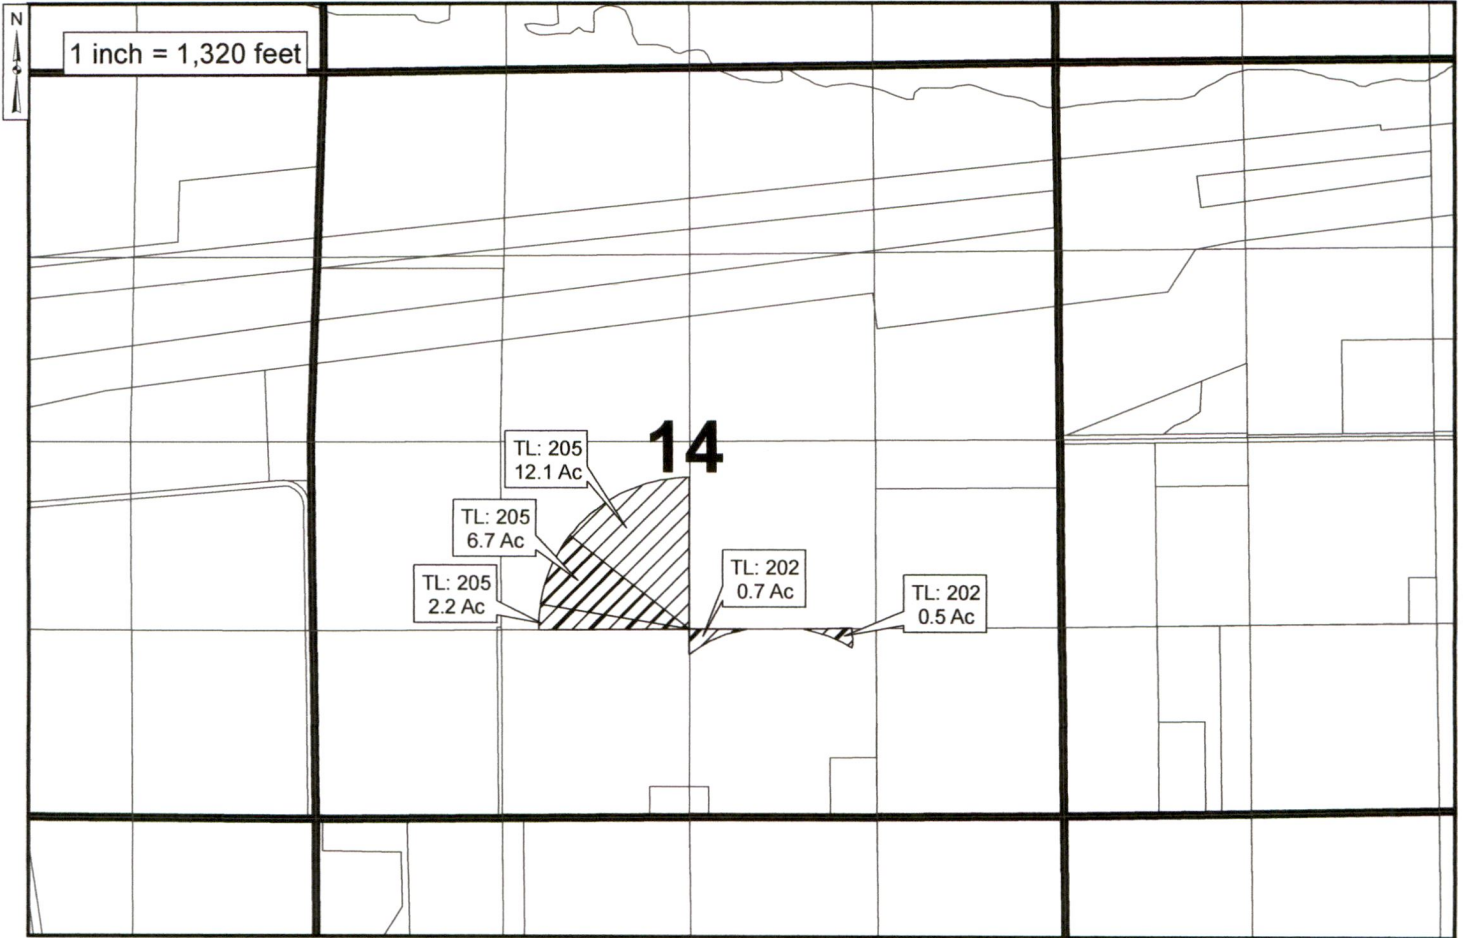 N
1 inch = 1,320 feet
14
TL: 205
12.1 Ac
TL: 205
6.7 Ac
TL: 205
2.2 Ac
TL: 202
0.7 Ac
TL: 202
0.5 Ac